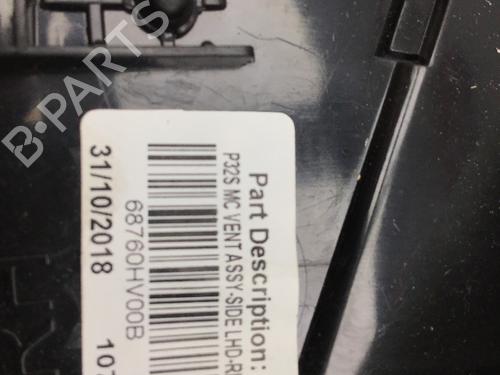 B-PARTS
Part Description:
P32S MC VENT ASSY-SIDE LHD-
68760HV00B
31/10/2018